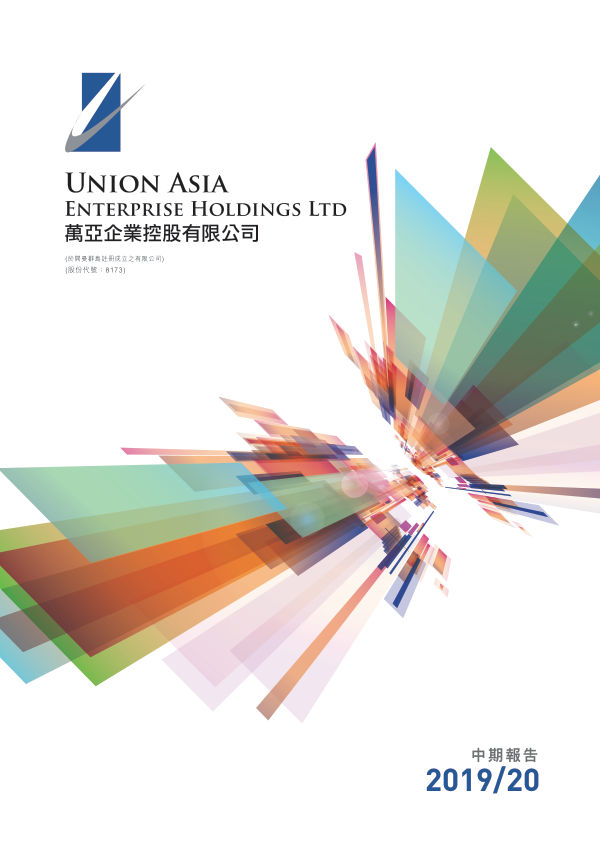 UNION ASIA
ENTERPRISE HOLDINGS LTD
萬亞企業控股有限公司
(於開曼群島註冊成立之有限公司)
(股份代號：8173)
中期報告
2019/20